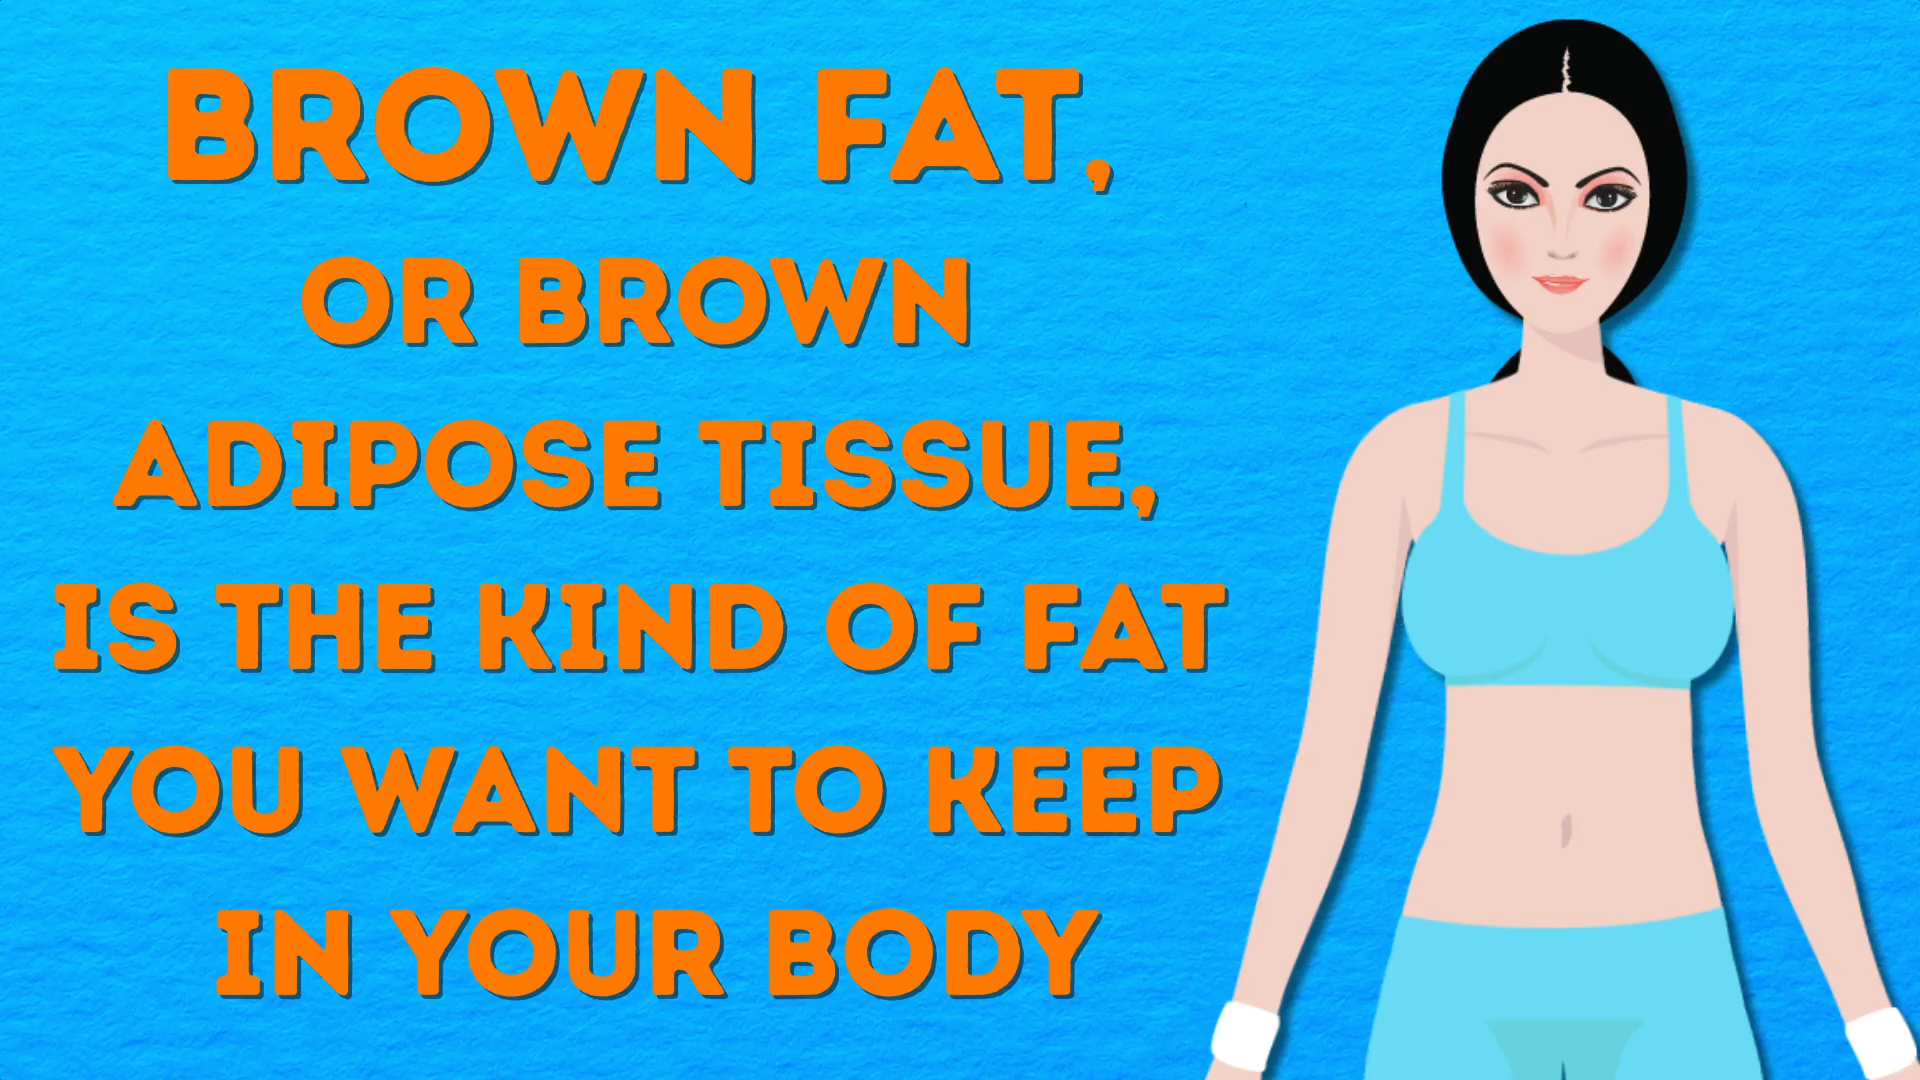 BROWN FAT,
OR BROWN
ADIPOSE TISSUE,
IS THE KIND OF FAT
YOU WANT TO KEEP
IN YOUR BODY